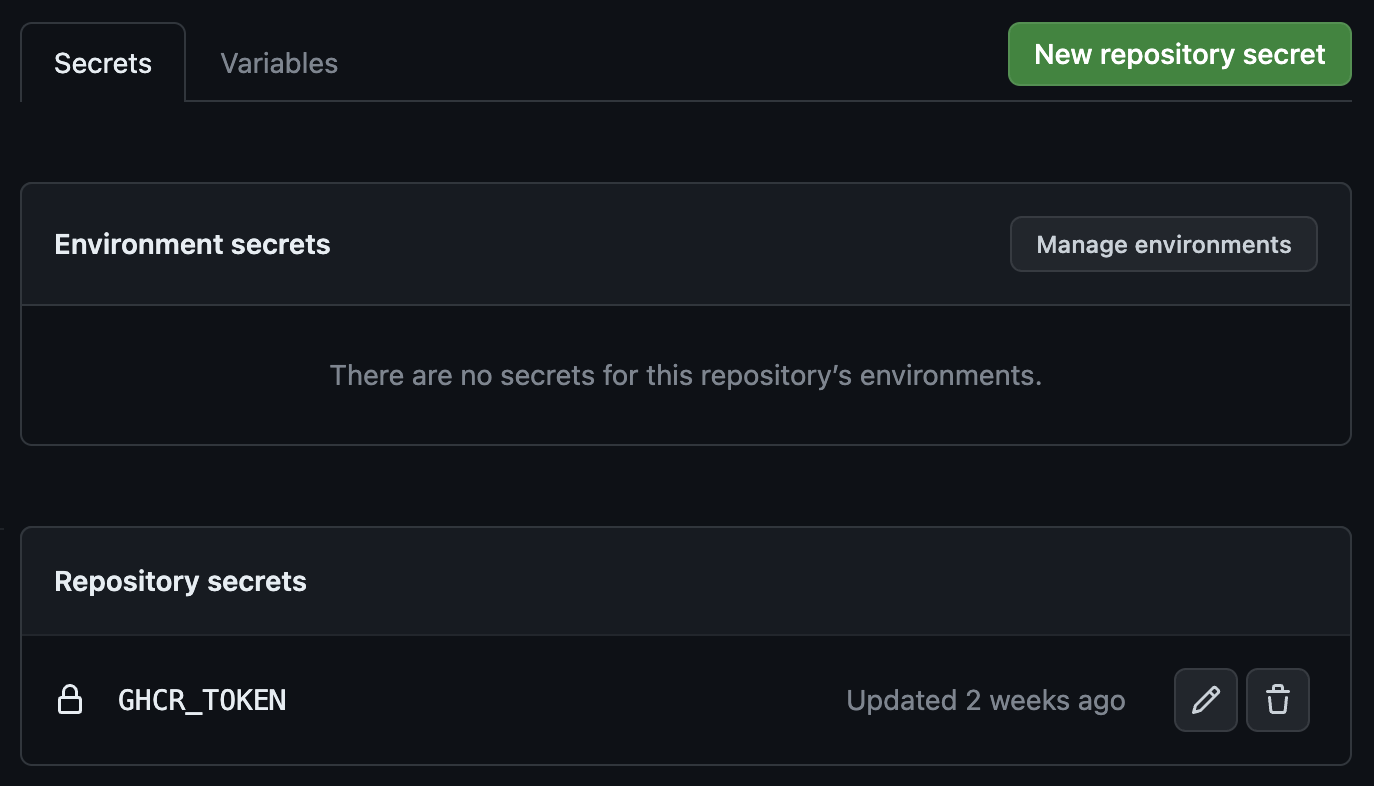 Secrets
Variables
New repository secret
Environment secrets
Manage environments
There are no secrets for this repository’s environments.
Repository secrets
GHCR_TOKEN
Updated 2 weeks ago